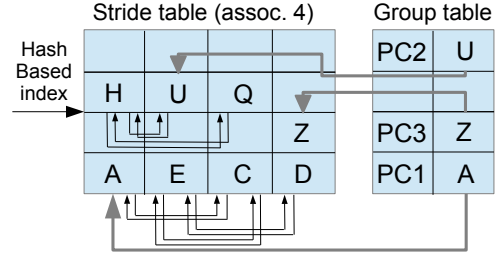 Stride table (assoc. 4) Group table
Hash
Based
index
PC2 U
H U Q
Z PC3 Z
A E C D PC1 A